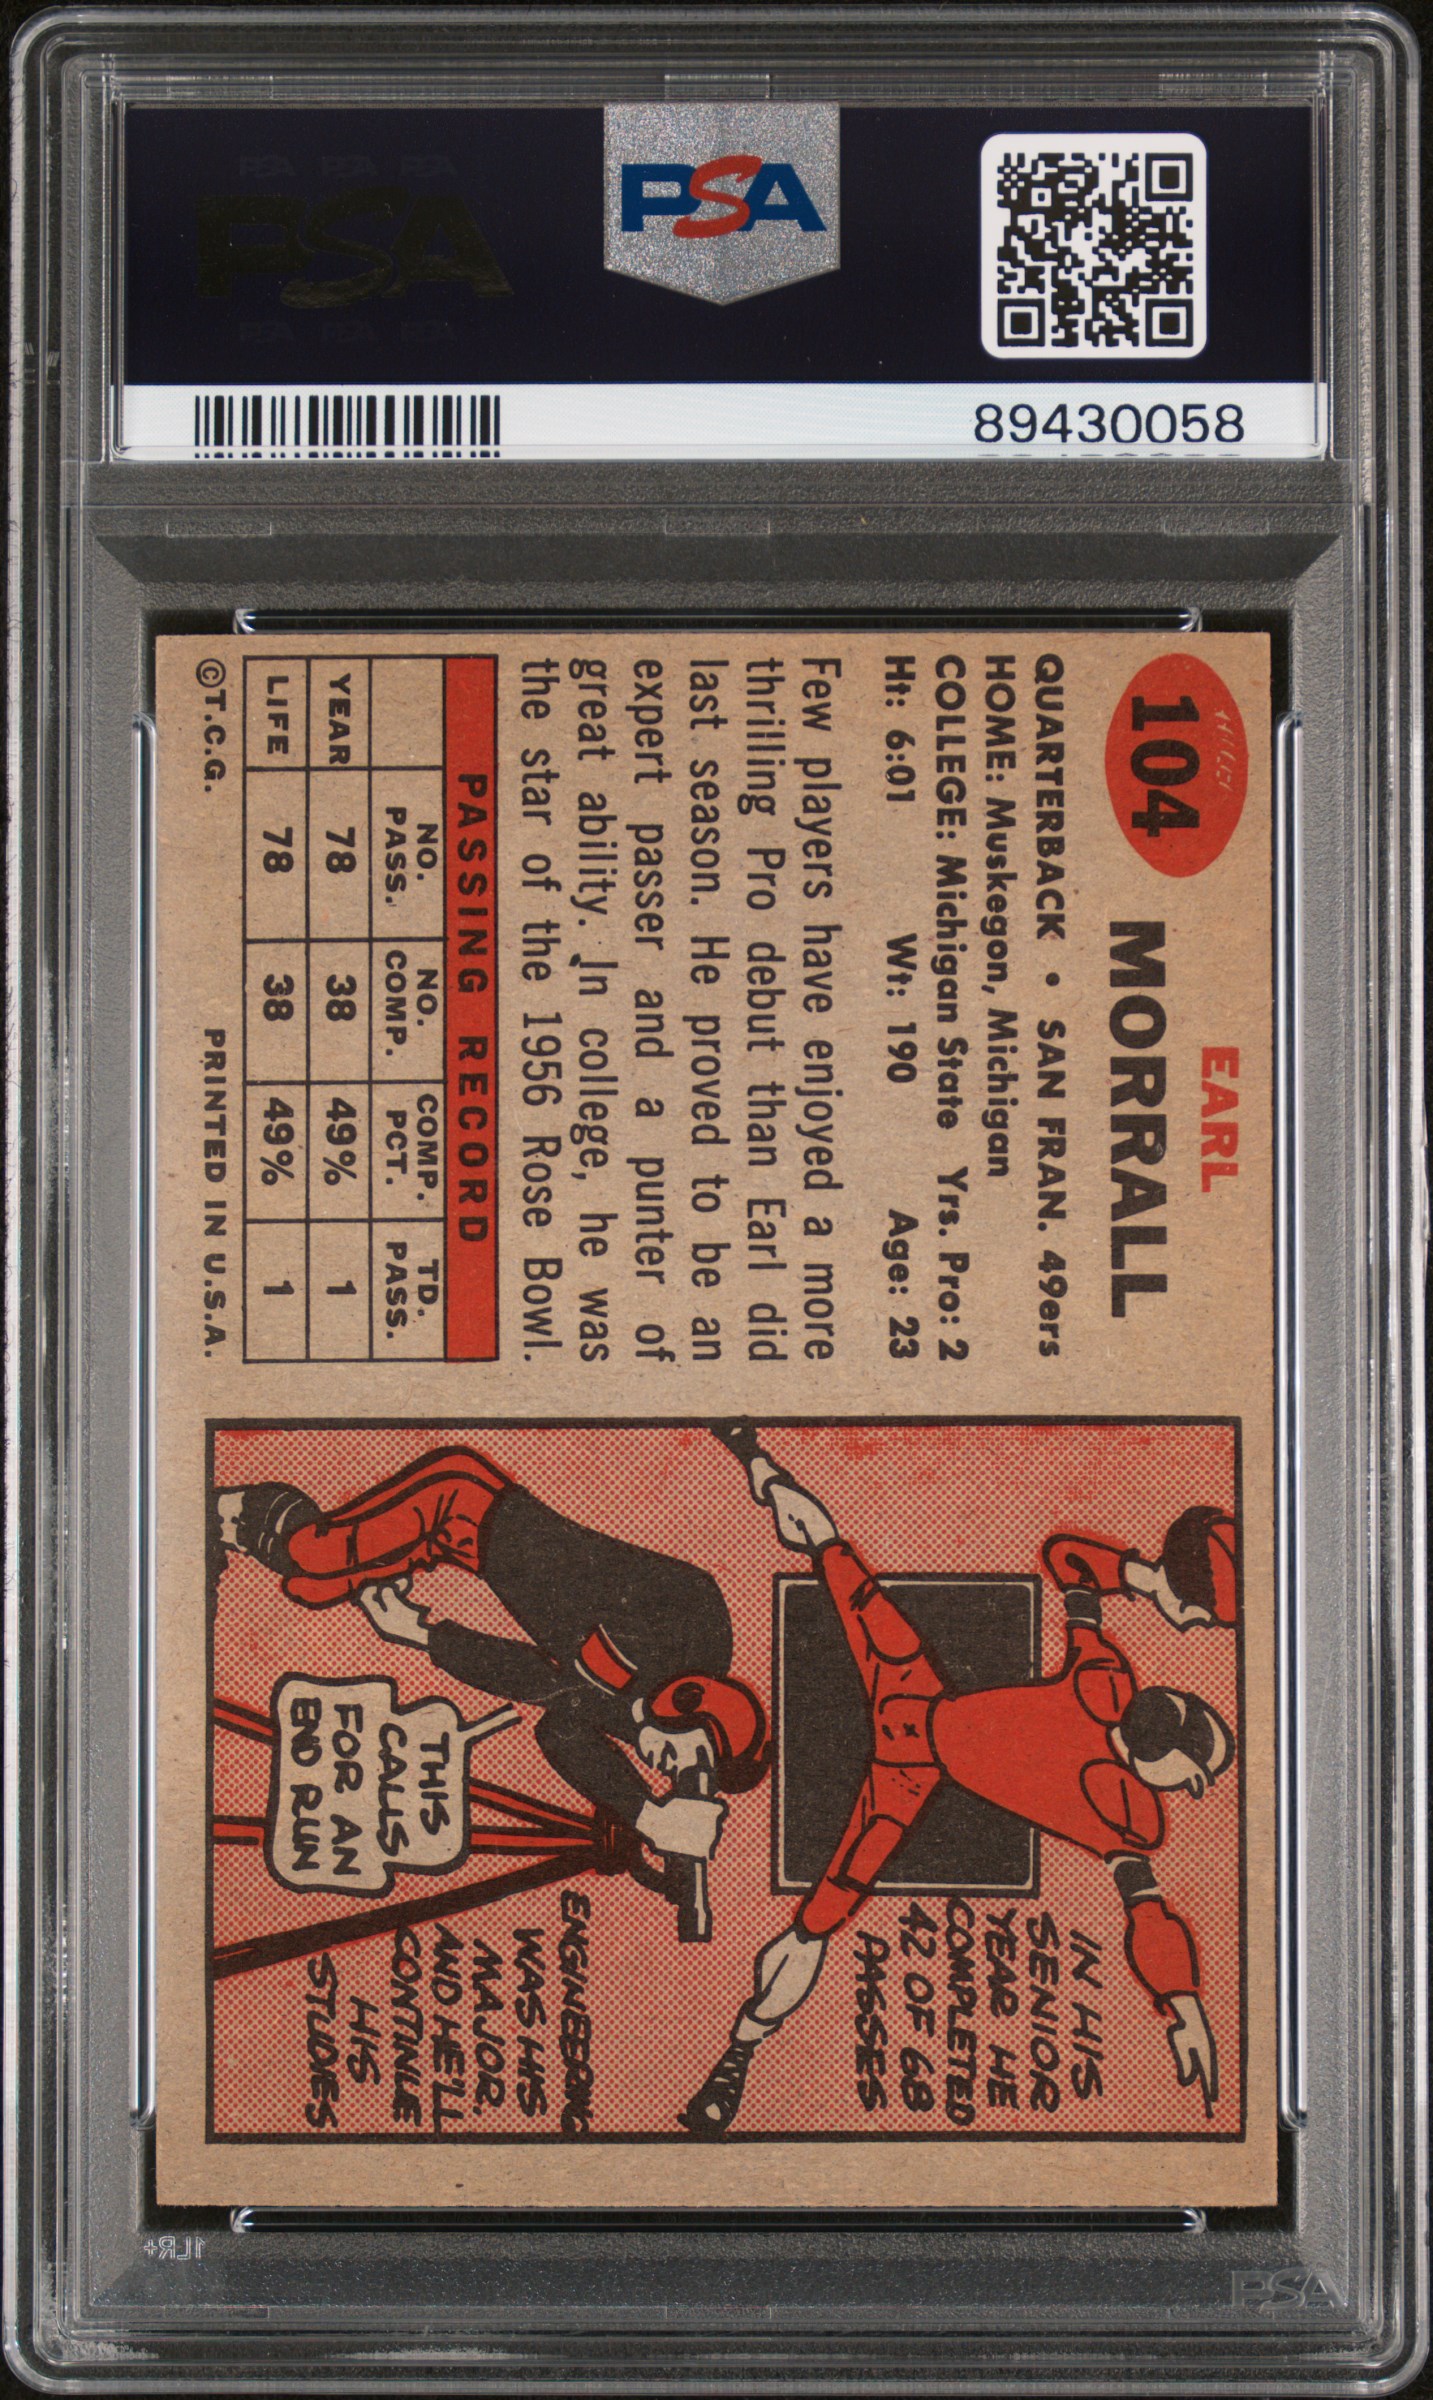 PSA
PSA
89430058
104
EARL
MORRALL
QUARTERBACK • SAN FRAN. 49ers
HOME: Muskegon, Michigan
COLLEGE: Michigan State Yrs. Pro: 2
Ht: 6:01 Wt: 190 Age: 23
Few players have enjoyed a more
thrilling Pro debut than Earl did
last season. He proved to be an
expert passer and a punter of
great ability. In college, he was
the star of the 1956 Rose Bowl.
PASSING RECORD
NO. PASS. NO. COMP. COMP. PCT. TD. PASS.
YEAR 78 38 49% 1
LIFE 78 38 49% 1
©T.C.G. PRINTED IN U.S.A.
IN HIS
SENIOR
YEAR HE
COMPLETED
42 OF 68
PASSES
ENGINEERING
WAS HIS
MAJOR.
AND HE'LL
CONTINUE
HIS
STUDIES
THIS
CALLS
FOR AN
END RUN
1LR+
PSA